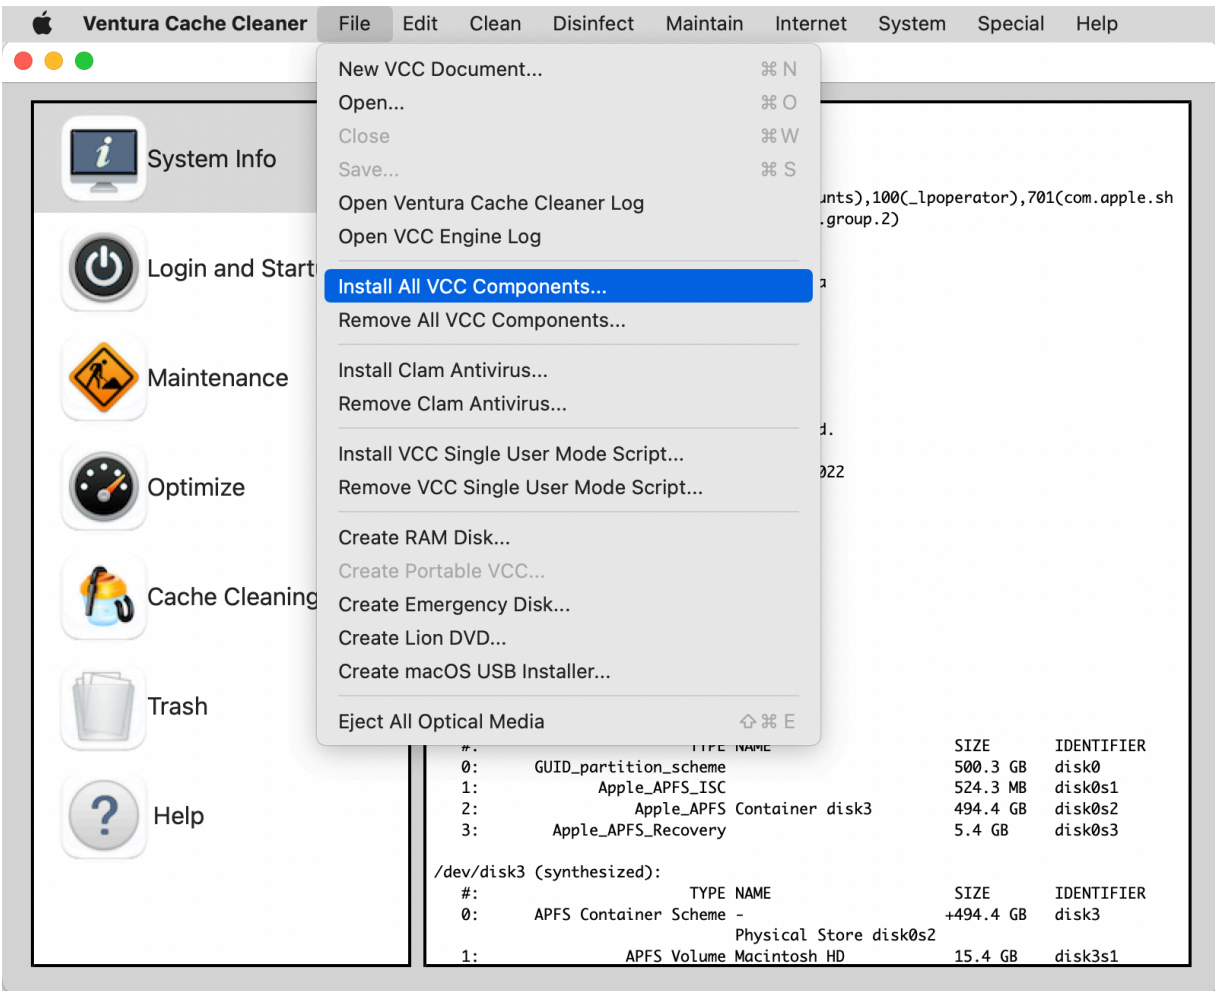 Ventura Cache Cleaner File Edit Clean Disinfect Maintain Internet System Special Help
New VCC Document... ⌘ N
Open... ⌘ O
Close ⌘ W
Save... ⌘ S
Open Ventura Cache Cleaner Log
Open VCC Engine Log
Install All VCC Components...
Remove All VCC Components...
Install Clam Antivirus...
Remove Clam Antivirus...
Install VCC Single User Mode Script...
Remove VCC Single User Mode Script...
Create RAM Disk...
Create Portable VCC...
Create Emergency Disk...
Create Lion DVD...
Create macOS USB Installer...
Eject All Optical Media ⇧⌘ E
System Info
Login and Startu
Maintenance
Optimize
Cache Cleaning
Trash
Help
unts),100(_lpoperator),701(com.apple.sh
.group.2)
a
d.
022
#: TYPE NAME SIZE IDENTIFIER
0: GUID_partition_scheme 500.3 GB disk0
1: Apple_APFS_ISC 524.3 MB disk0s1
2: Apple_APFS Container disk3 494.4 GB disk0s2
3: Apple_APFS_Recovery 5.4 GB disk0s3
/dev/disk3 (synthesized):
#: TYPE NAME SIZE IDENTIFIER
0: APFS Container Scheme - +494.4 GB disk3
Physical Store disk0s2
1: APFS Volume Macintosh HD 15.4 GB disk3s1